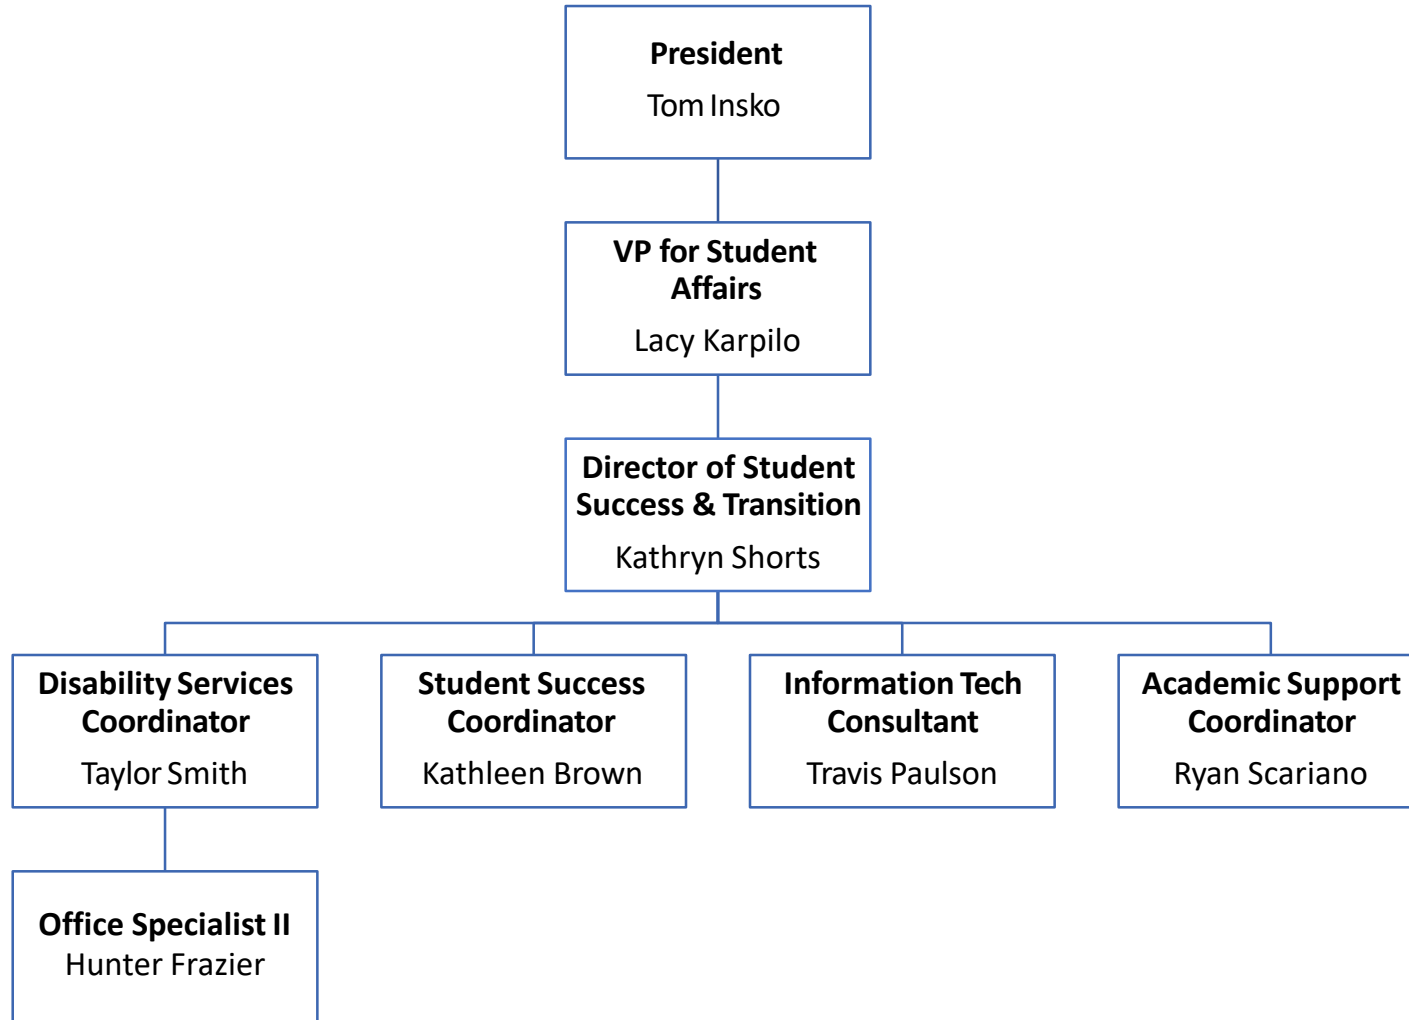 President
Tom Insko
VP for Student
Affairs
Lacy Karpilo
Director of Student
Success & Transition
Kathryn Shorts
Disability Services
Coordinator
Taylor Smith
Student Success
Coordinator
Kathleen Brown
Information Tech
Consultant
Travis Paulson
Academic Support
Coordinator
Ryan Scariano
Office Specialist II
Hunter Frazier